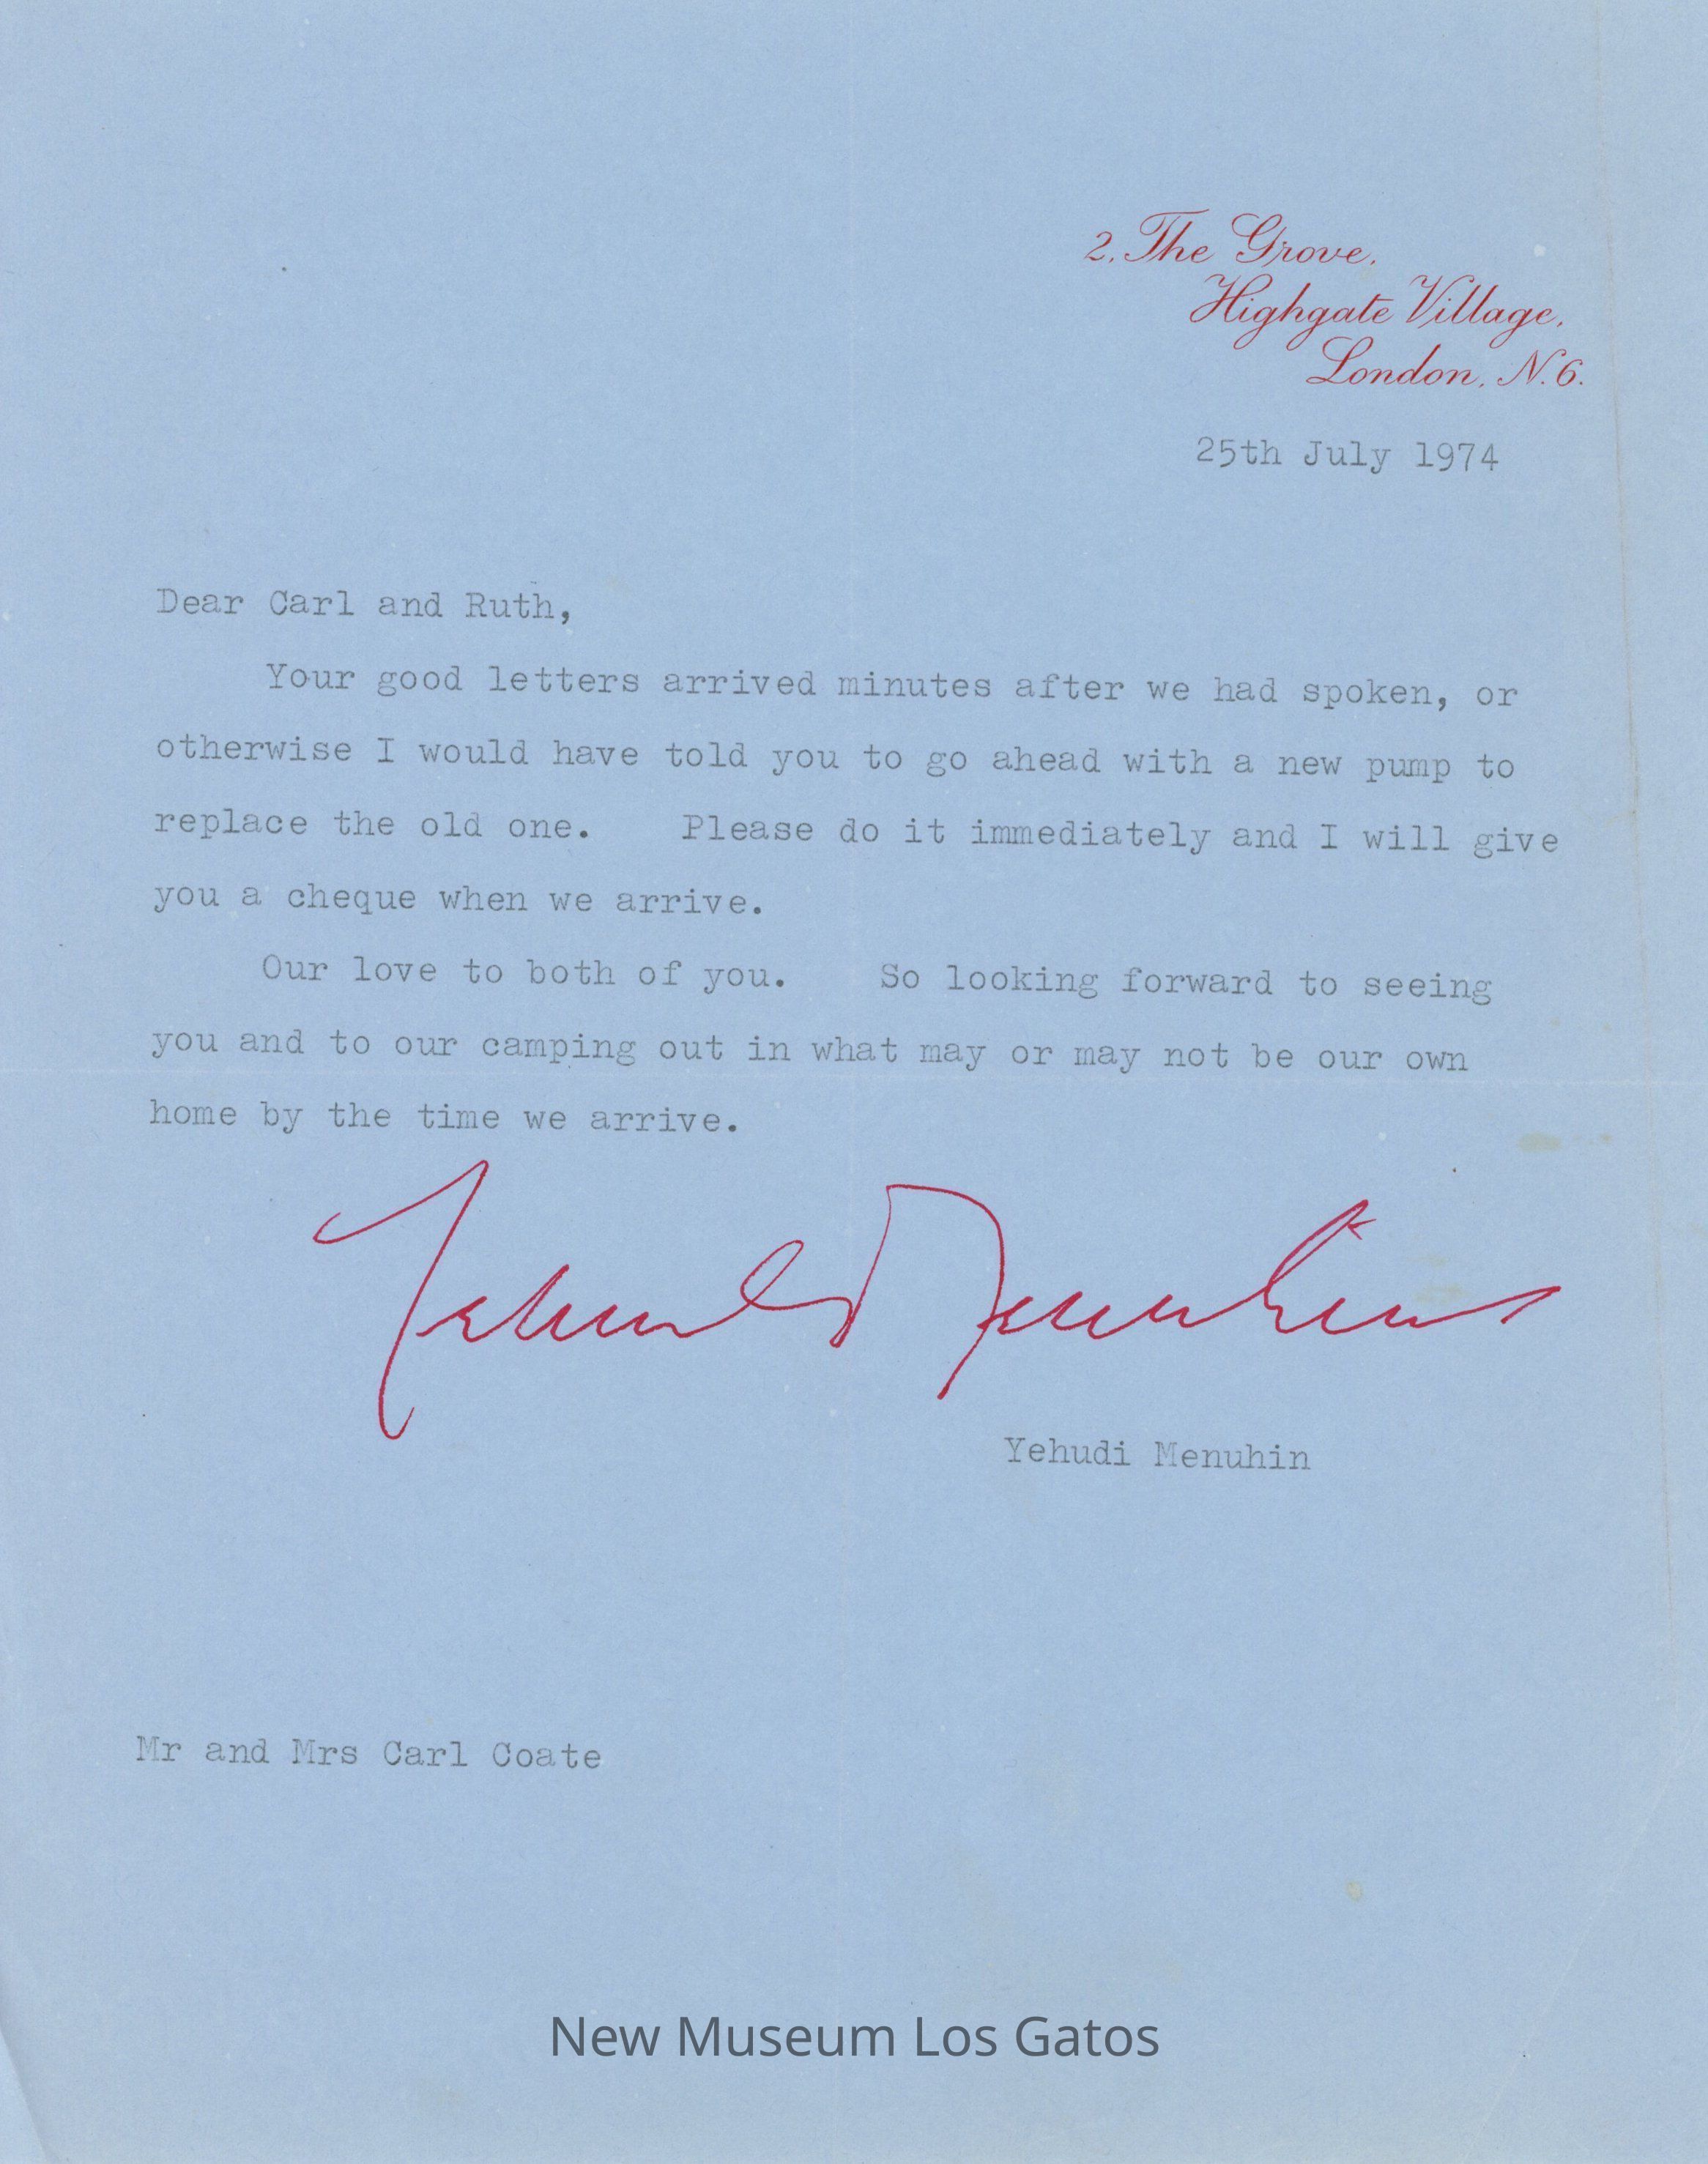 2, The Grove,
Highgate Village,
London, N.6.
25th July 1974
Dear Carl and Ruth,
Your good letters arrived minutes after we had spoken, or
otherwise I would have told you to go ahead with a new pump to
replace the old one. Please do it immediately and I will give
you a cheque when we arrive.
Our love to both of you. So looking forward to seeing
you and to our camping out in what may or may not be our own
home by the time we arrive.
Yehudi Menuhin
Yehudi Menuhin
Mr and Mrs Carl Coate
New Museum Los Gatos